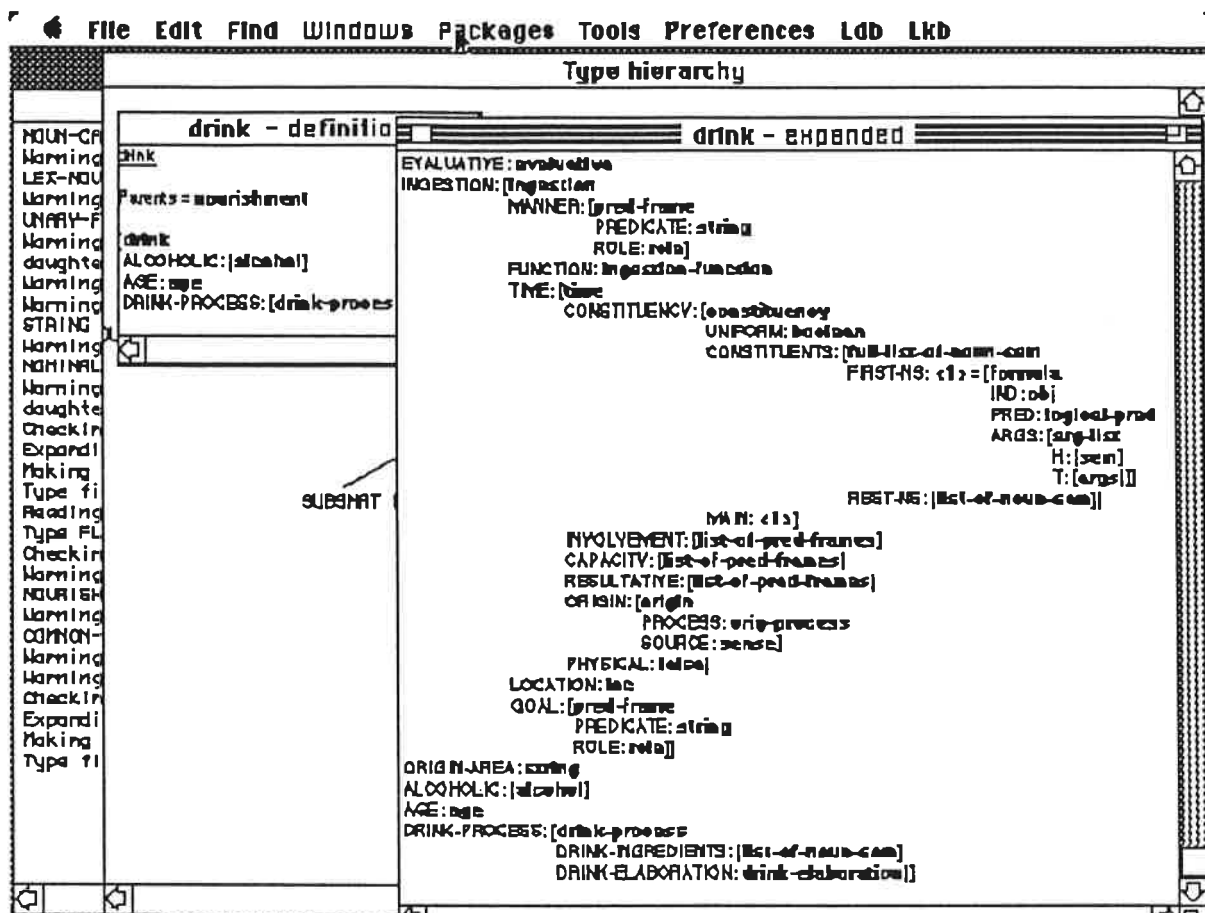 File Edit Find Windows Packages Tools Preferences Ldb Lkb
Type hierarchy
NOUN-CA
Warning
LEX-NOU
Warning
UNARY-F
Warning
daughte
Warning
Warning
STRING
Warning
NOMINAL
Warning
daughte
Checkin
Expandi
Making
Type fi
Reading
Type FL
Checkin
Warning
NOURISH
Warning
COMMON-
Warning
Warning
Checkin
Expandi
Making
Type fi
drink - definitio
drink
Parents = nourishment
[drink
ALCOHOLIC: [alcohol]
AGE: age
DRINK-PROCESS: [drink-proces
SUBSNAT
drink - expanded
EVALUATIVE: evaluative
INGESTION: [ingestion
MANNER: [pred-frame
PREDICATE: string
ROLE: role]
FUNCTION: ingestion-function
TIME: [time
CONSTITUENCY: [constituency
UNIFORM: boolean
CONSTITUENTS: [full-list-of-noun-com
FIRST-NS: <1> = [formula
IND: obj
PRED: logical-pred
ARGS: [arg-list
H: [sem]
T: [args]]]
REST-NS: [list-of-noun-com]]
MAIN: <1>]
INVOLVEMENT: [list-of-pred-frames]
CAPACITY: [list-of-pred-frames]
RESULTATIVE: [list-of-pred-frames]
ORIGIN: [origin
PROCESS: orig-process
SOURCE: sense]
PHYSICAL: false]
LOCATION: loc
GOAL: [pred-frame
PREDICATE: string
ROLE: role]]
ORIGIN-AREA: string
ALCOHOLIC: [alcohol]
AGE: age
DRINK-PROCESS: [drink-process
DRINK-INGREDIENTS: [list-of-noun-com]
DRINK-ELABORATION: drink-elaboration]]